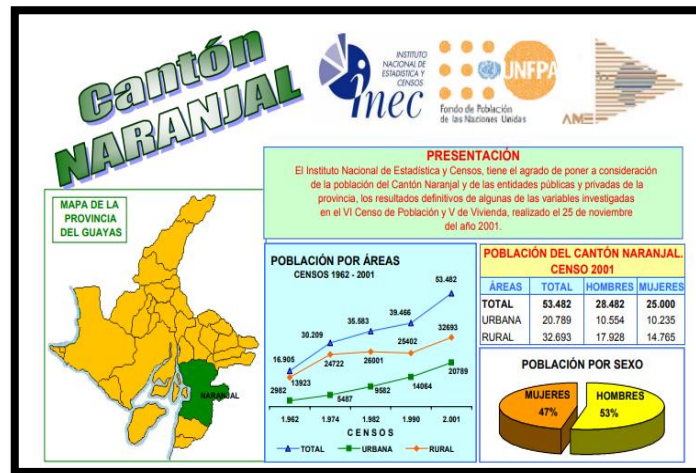 Cantón
NARANJAL
INSTITUTO
NACIONAL DE
ESTADÍSTICA Y
CENSOS
inec
UNFPA
Fondo de Población
de las Naciones Unidas
AME
PRESENTACIÓN
El Instituto Nacional de Estadística y Censos, tiene el agrado de poner a consideración
de la población del Cantón Naranjal y de las entidades públicas y privadas de la
provincia, los resultados definitivos de algunas de las variables investigadas
en el VI Censo de Población y V de Vivienda, realizado el 25 de noviembre
del año 2001.
MAPA DE LA
PROVINCIA
DEL GUAYAS
NARANJAL
POBLACIÓN POR ÁREAS
CENSOS 1962 - 2001
53.482
39.466
35.583
30.209
16.905
32693
25402
26001
24722
13923
20789
14064
9582
5487
2982
1.962 1.974 1.982 1.990 2.001
C E N S O S
TOTAL URBANA RURAL
POBLACIÓN DEL CANTÓN NARANJAL.
CENSO 2001
ÁREAS TOTAL HOMBRES MUJERES
TOTAL 53.482 28.482 25.000
URBANA 20.789 10.554 10.235
RURAL 32.693 17.928 14.765
POBLACIÓN POR SEXO
MUJERES
47%
HOMBRES
53%